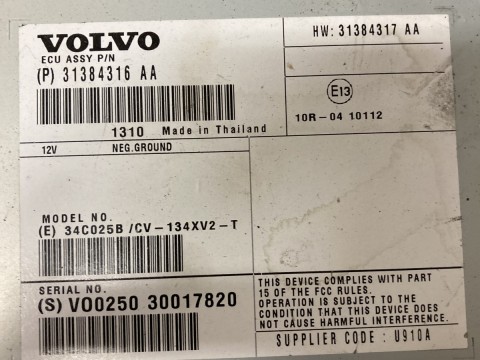 VOLVO
ECU ASSY P/N
(P) 31384316 AA
HW: 31384317 AA
E13
10R-04 10112
1310 Made in Thailand
12V NEG.GROUND
MODEL NO.
(E) 34C025B/CV-134XV2-T
SERIAL NO.
(S) VO0250 30017820
THIS DEVICE COMPLIES WITH PART
15 OF THE FCC RULES.
OPERATION IS SUBJECT TO THE
CONDITION THAT THIS DEVICE DOES
NOT CAUSE HARMFUL INTERFERENCE.
SUPPLIER CODE : U910A